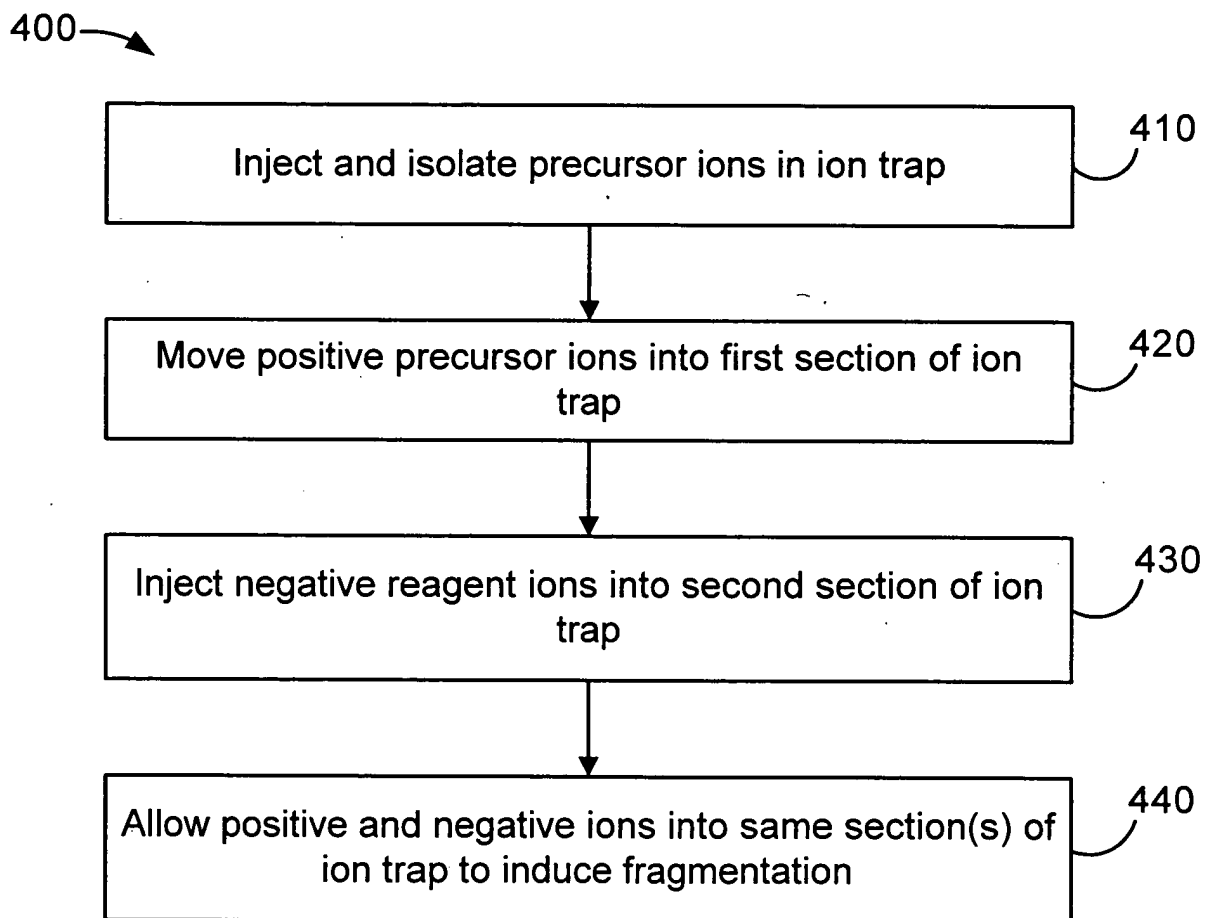 400
Inject and isolate precursor ions in ion trap
410
Move positive precursor ions into first section of ion
trap
420
Inject negative reagent ions into second section of ion
trap
430
Allow positive and negative ions into same section(s) of
ion trap to induce fragmentation
440